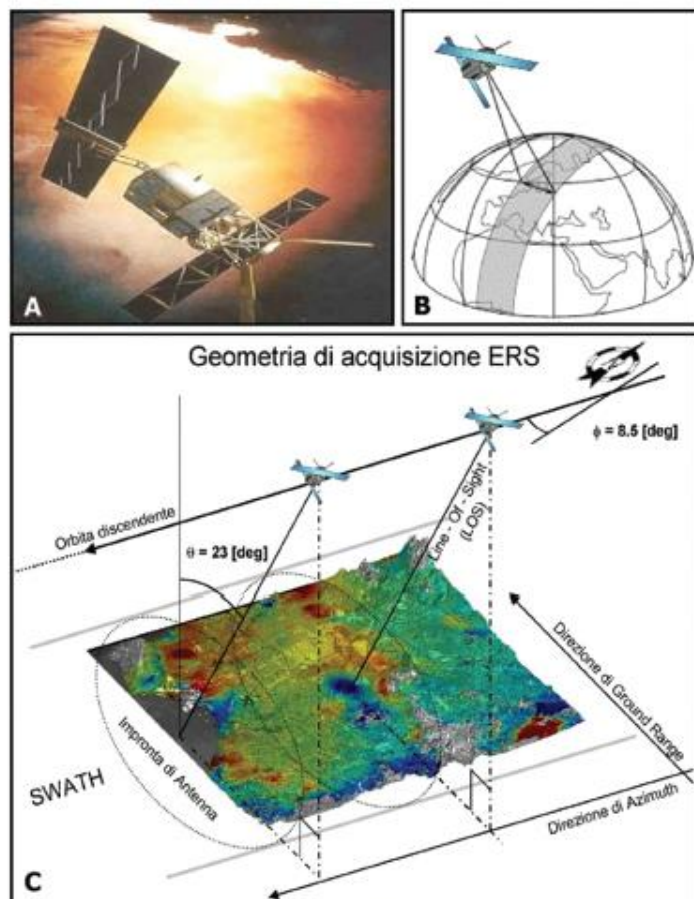 A
B
Geometria di acquisizione ERS
ϕ = 8.5 [deg]
Orbita discendente
θ = 23 [deg]
Line - Of - Sight
(LOS)
Direzione di Ground Range
Impronta di Antenna
SWATH
Direzione di Azimuth
C